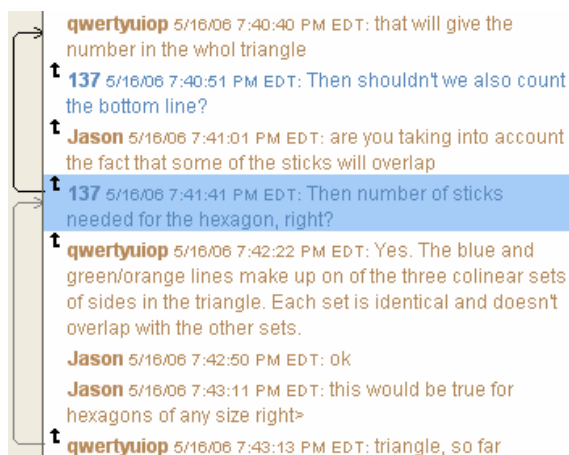 qwertyuiop 5/16/06 7:40:40 PM EDT: that will give the
number in the whol triangle
137 5/16/06 7:40:51 PM EDT: Then shouldn't we also count
the bottom line?
Jason 5/16/06 7:41:01 PM EDT: are you taking into account
the fact that some of the sticks will overlap
137 5/16/06 7:41:41 PM EDT: Then number of sticks
needed for the hexagon, right?
qwertyuiop 5/16/06 7:42:22 PM EDT: Yes. The blue and
green/orange lines make up on of the three colinear sets
of sides in the triangle. Each set is identical and doesn't
overlap with the other sets.
Jason 5/16/06 7:42:50 PM EDT: ok
Jason 5/16/06 7:43:11 PM EDT: this would be true for
hexagons of any size right>
qwertyuiop 5/16/06 7:43:13 PM EDT: triangle, so far